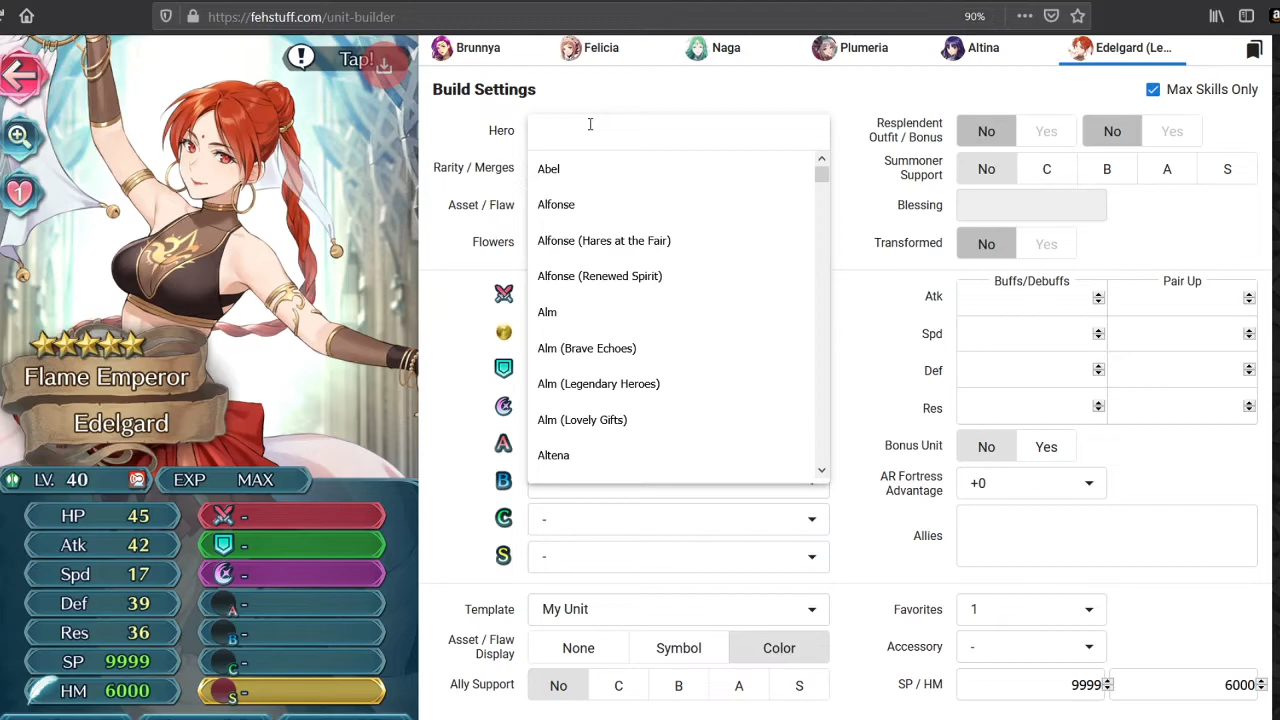 https://fehstuff.com/unit-builder
90%
Brunnya
Felicia
Naga
Plumeria
Altina
Edelgard (Le...
Tap!
Build Settings
Max Skills Only
Hero
Resplendent
Outfit / Bonus
No
Yes
No
Yes
Abel
Rarity / Merges
Summoner
Support
No
C
B
A
S
1
Alfonse
Asset / Flaw
Blessing
Alfonse (Hares at the Fair)
Flowers
Transformed
No
Yes
Alfonse (Renewed Spirit)
Buffs/Debuffs
Pair Up
Atk
Alm
Spd
Alm (Brave Echoes)
Def
Alm (Legendary Heroes)
Res
Alm (Lovely Gifts)
A
Altena
Bonus Unit
No
Yes
B
AR Fortress
Advantage
+0
C
-
Allies
S
-
Flame Emperor
Edelgard
LV. 40
EXP MAX
HP 45
-
Atk 42
-
Spd 17
-
Def 39
A -
Res 36
B -
SP 9999
C -
HM 6000
S -
Template
My Unit
Favorites
1
Asset / Flaw
Display
None
Symbol
Color
Accessory
-
Ally Support
No
C
B
A
S
SP / HM
9999
6000